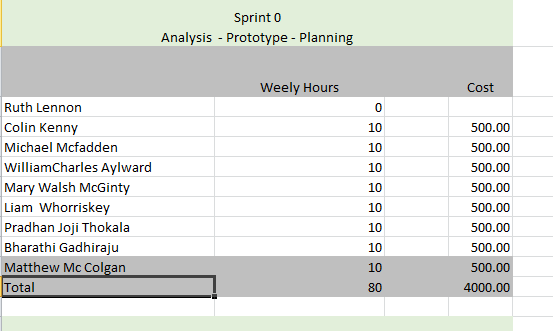 Sprint 0
Analysis - Prototype - Planning
Weely Hours Cost
Ruth Lennon 0
Colin Kenny 10 500.00
Michael Mcfadden 10 500.00
WilliamCharles Aylward 10 500.00
Mary Walsh McGinty 10 500.00
Liam Whorriskey 10 500.00
Pradhan Joji Thokala 10 500.00
Bharathi Gadhiraju 10 500.00
Matthew Mc Colgan 10 500.00
Total 80 4000.00